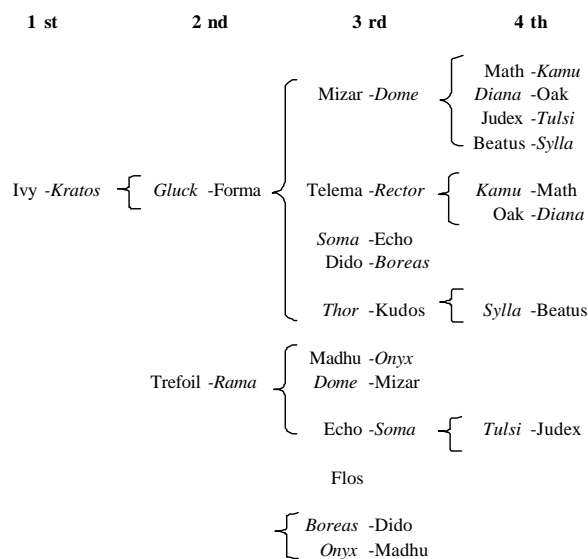 1 st 2 nd 3 rd 4 th
Math -Kamu
Mizar -Dome Diana -Oak
Judex -Tulsi
Beatus -Sylla
Ivy -Kratos Gluck -Forma Telema -Rector Kamu -Math
Oak -Diana
Soma -Echo
Dido -Boreas
Thor -Kudos Sylla -Beatus
Madhu -Onyx
Trefoil -Rama Dome -Mizar
Echo -Soma Tulsi -Judex
Flos
Boreas -Dido
Onyx -Madhu